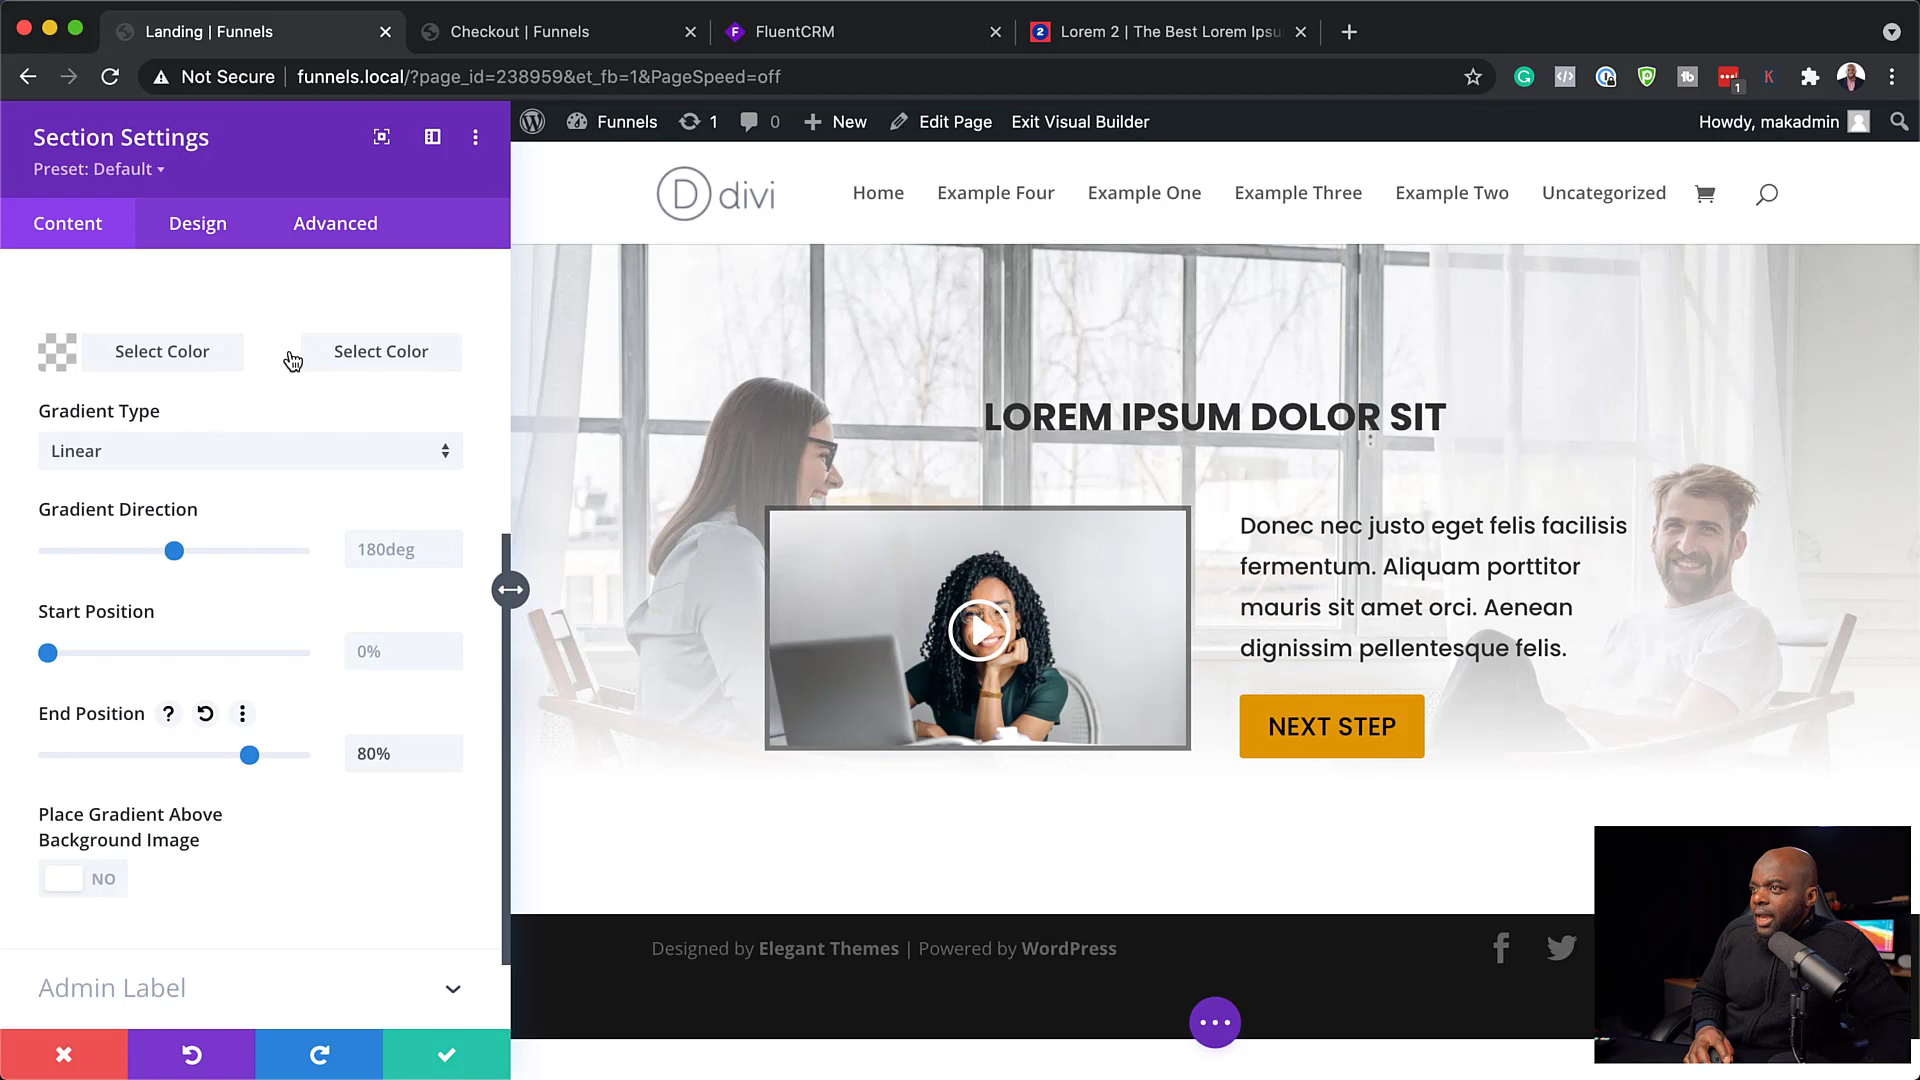 Landing | Funnels
Checkout | Funnels
FluentCRM
Lorem 2 | The Best Lorem Ipsu
Not Secure
funnels.local/?page_id=238959&et_fb=1&PageSpeed=off
1
Section Settings
Preset: Default
Content
Design
Advanced
Funnels
1
0
New
Edit Page
Exit Visual Builder
Howdy, makadmin
D divi
Home
Example Four
Example One
Example Three
Example Two
Uncategorized
Select Color
Select Color
Gradient Type
Linear
Gradient Direction
180deg
Start Position
0%
End Position
?
80%
Place Gradient Above
Background Image
NO
Admin Label
LOREM IPSUM DOLOR SIT
Donec nec justo eget felis facilisis
fermentum. Aliquam porttitor
mauris sit amet orci. Aenean
dignissim pellentesque felis.
NEXT STEP
Designed by Elegant Themes | Powered by WordPress